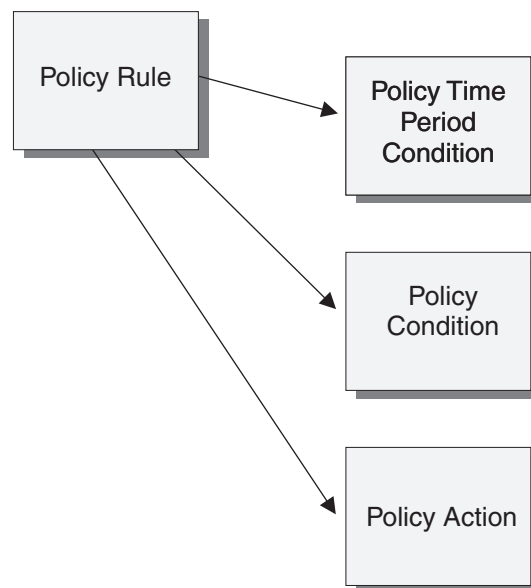 Policy Rule
Policy Time
Period
Condition
Policy
Condition
Policy Action